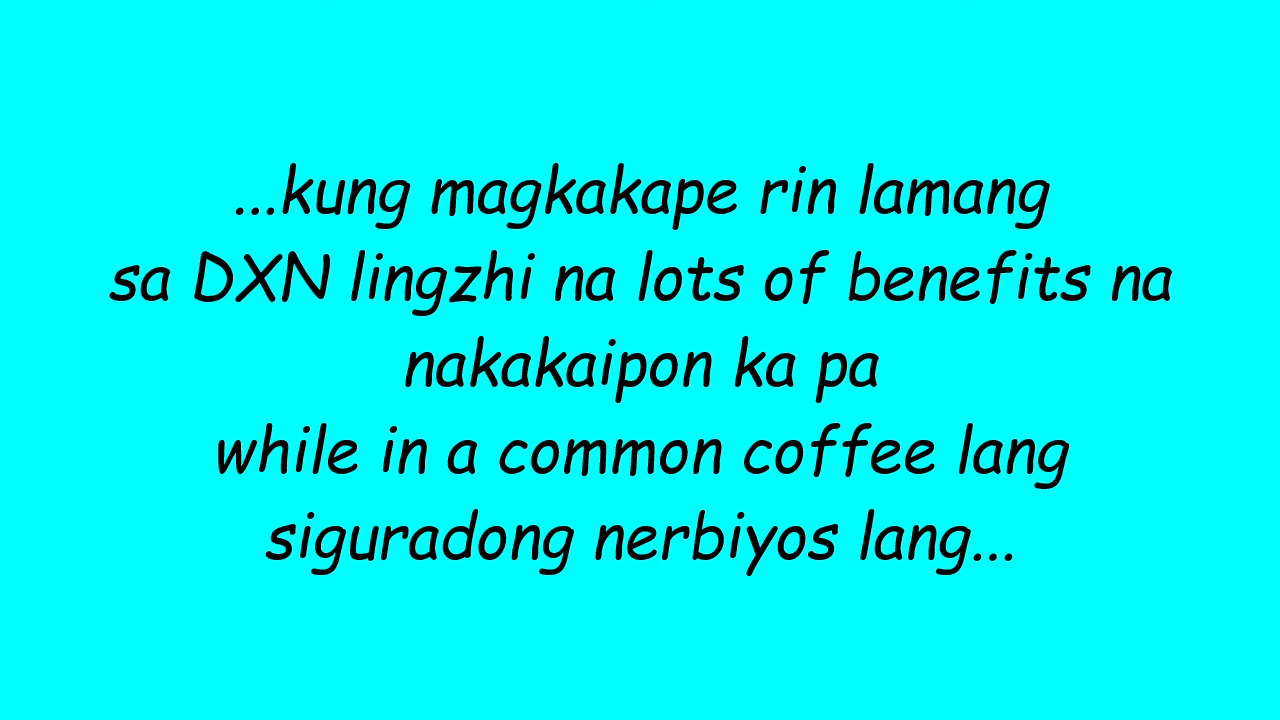 ...kung magkakape rin lamang
sa DXN lingzhi na lots of benefits na
nakakaipon ka pa
while in a common coffee lang
siguradong nerbiyos lang...